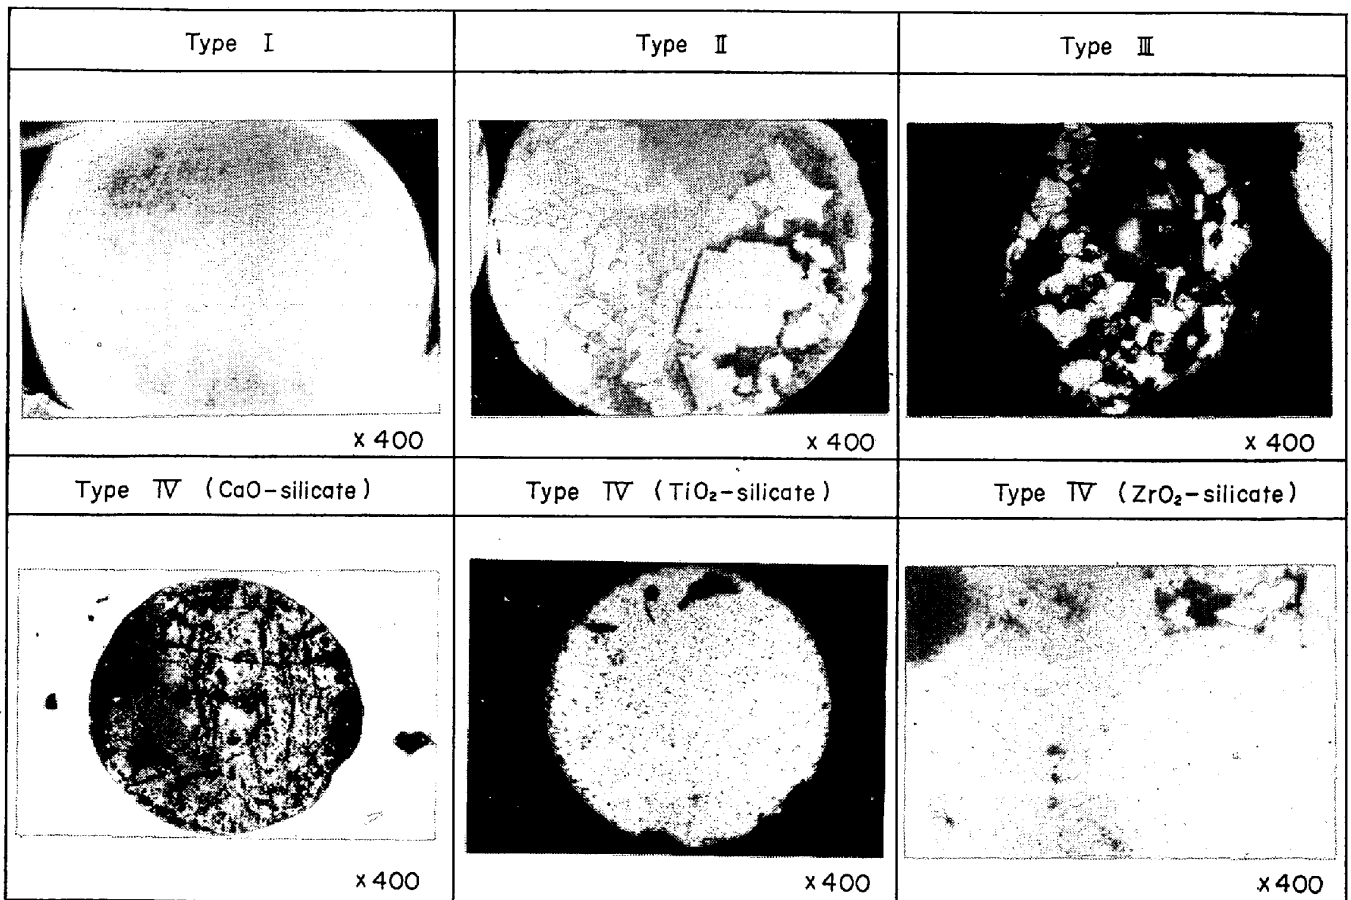 Type I
Type II
Type III
x 400
x 400
x 400
Type IV (CaO-silicate)
Type IV (TiO₂-silicate)
Type IV (ZrO₂-silicate)
x 400
x 400
x 400